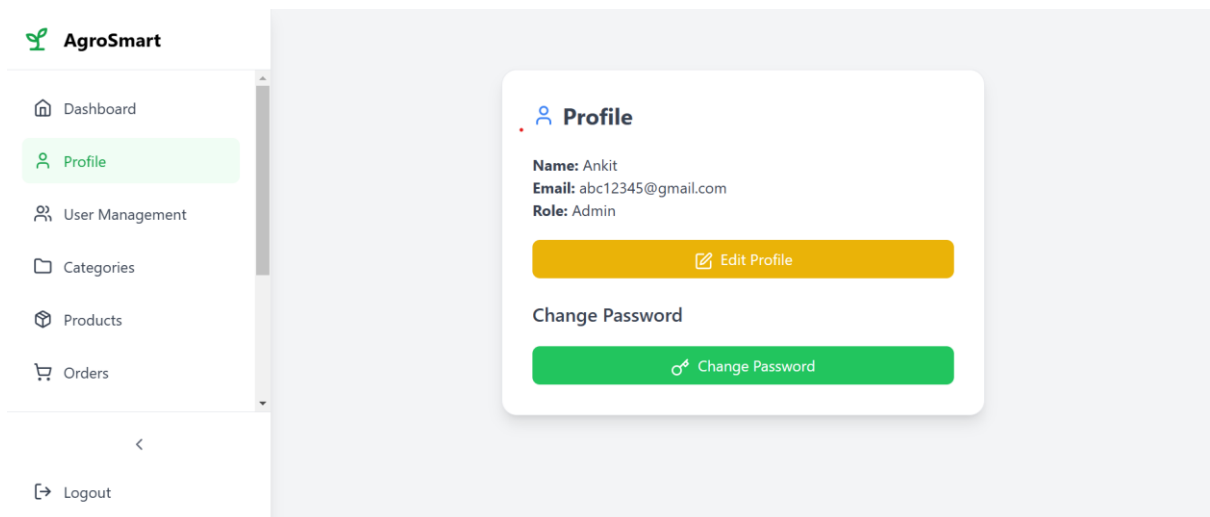 AgroSmart
Dashboard
Profile
User Management
Categories
Products
Orders
Logout
Profile
Name: Ankit
Email: abc12345@gmail.com
Role: Admin
Edit Profile
Change Password
Change Password